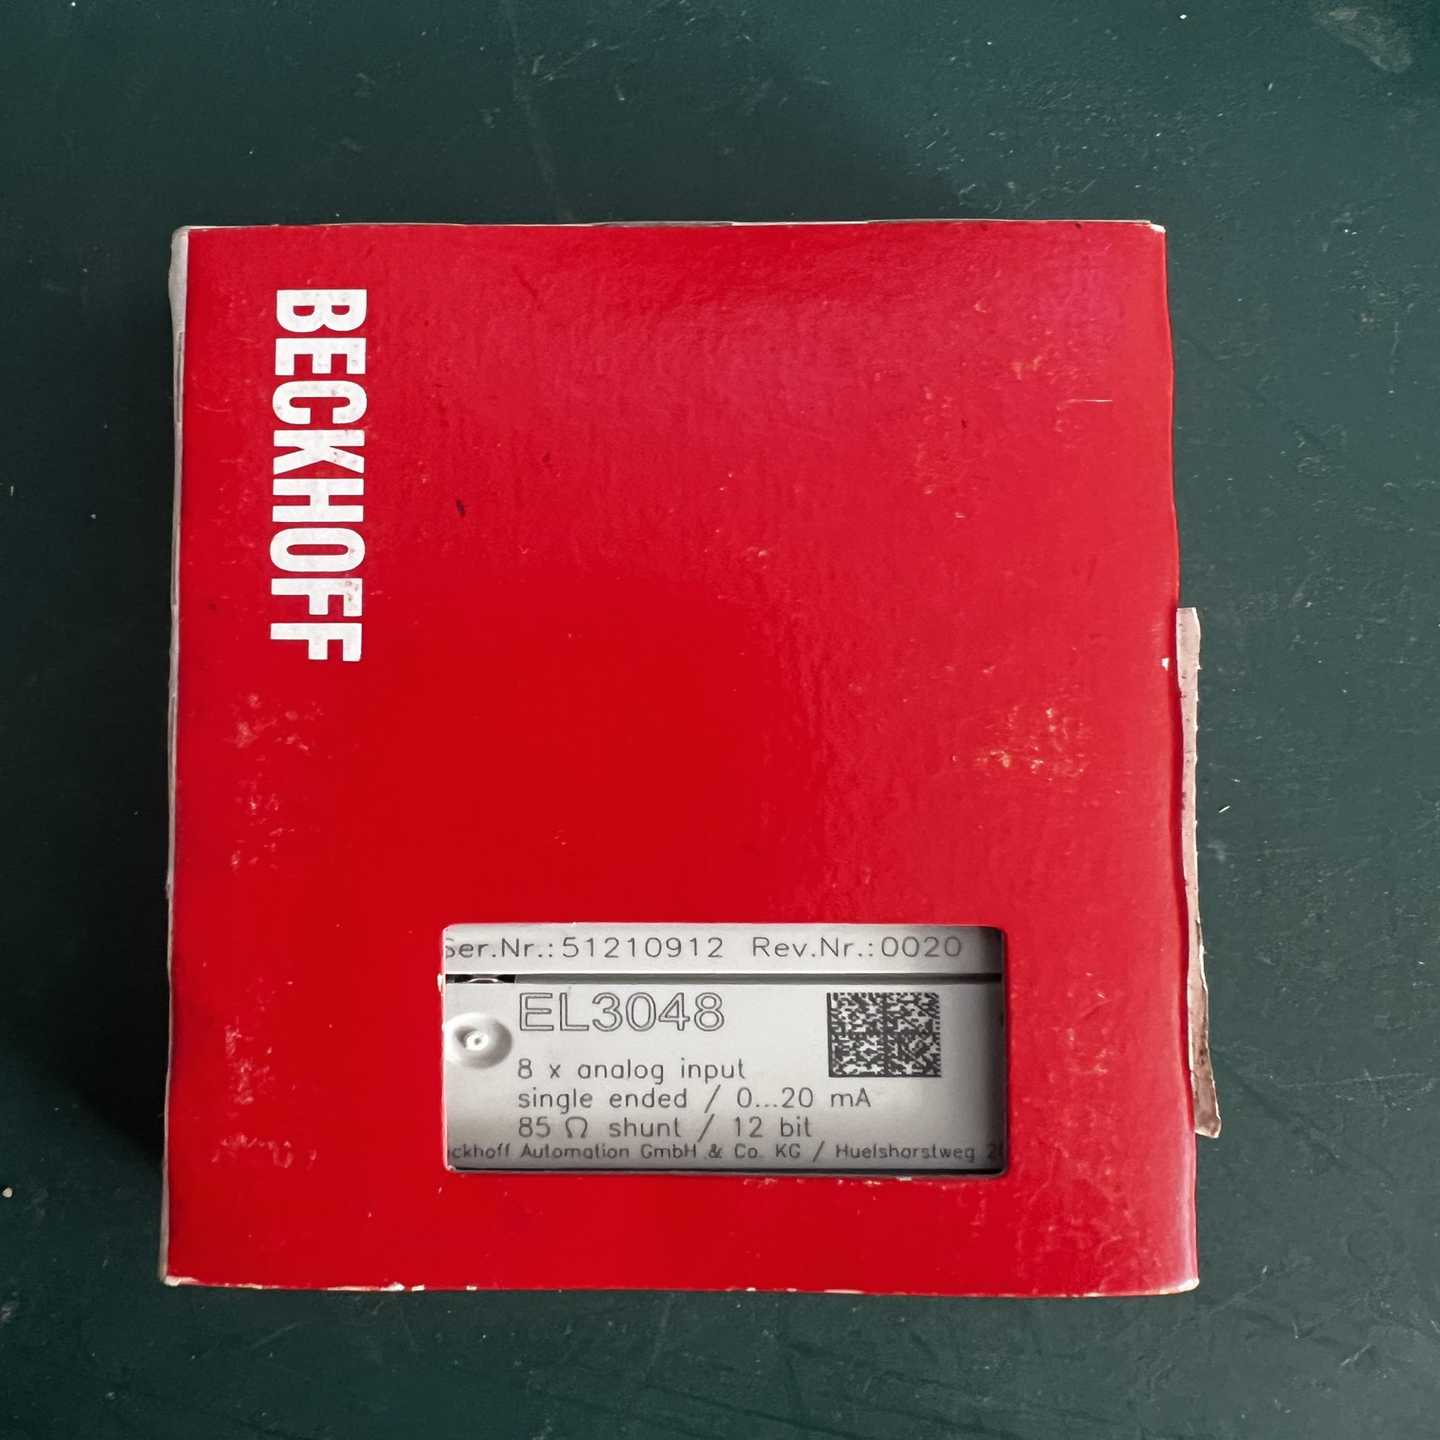 BECKHOFF
Ser.Nr.:51210912 Rev.Nr.:0020
EL3048
8 x analog input
single ended / 0...20 mA
85 Ω shunt / 12 bit
ckhoff Automation GmbH & Co. KG / Huelshorstweg 2